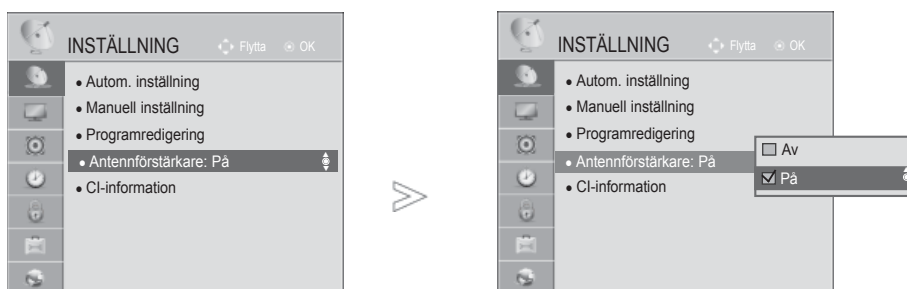 INSTÄLLNING Flytta OK
• Autom. inställning
• Manuell inställning
• Programredigering
• Antennförstärkare: På
• CI-information
INSTÄLLNING Flytta OK
• Autom. inställning
• Manuell inställning
• Programredigering
• Antennförstärkare: På
• CI-information
Av
På